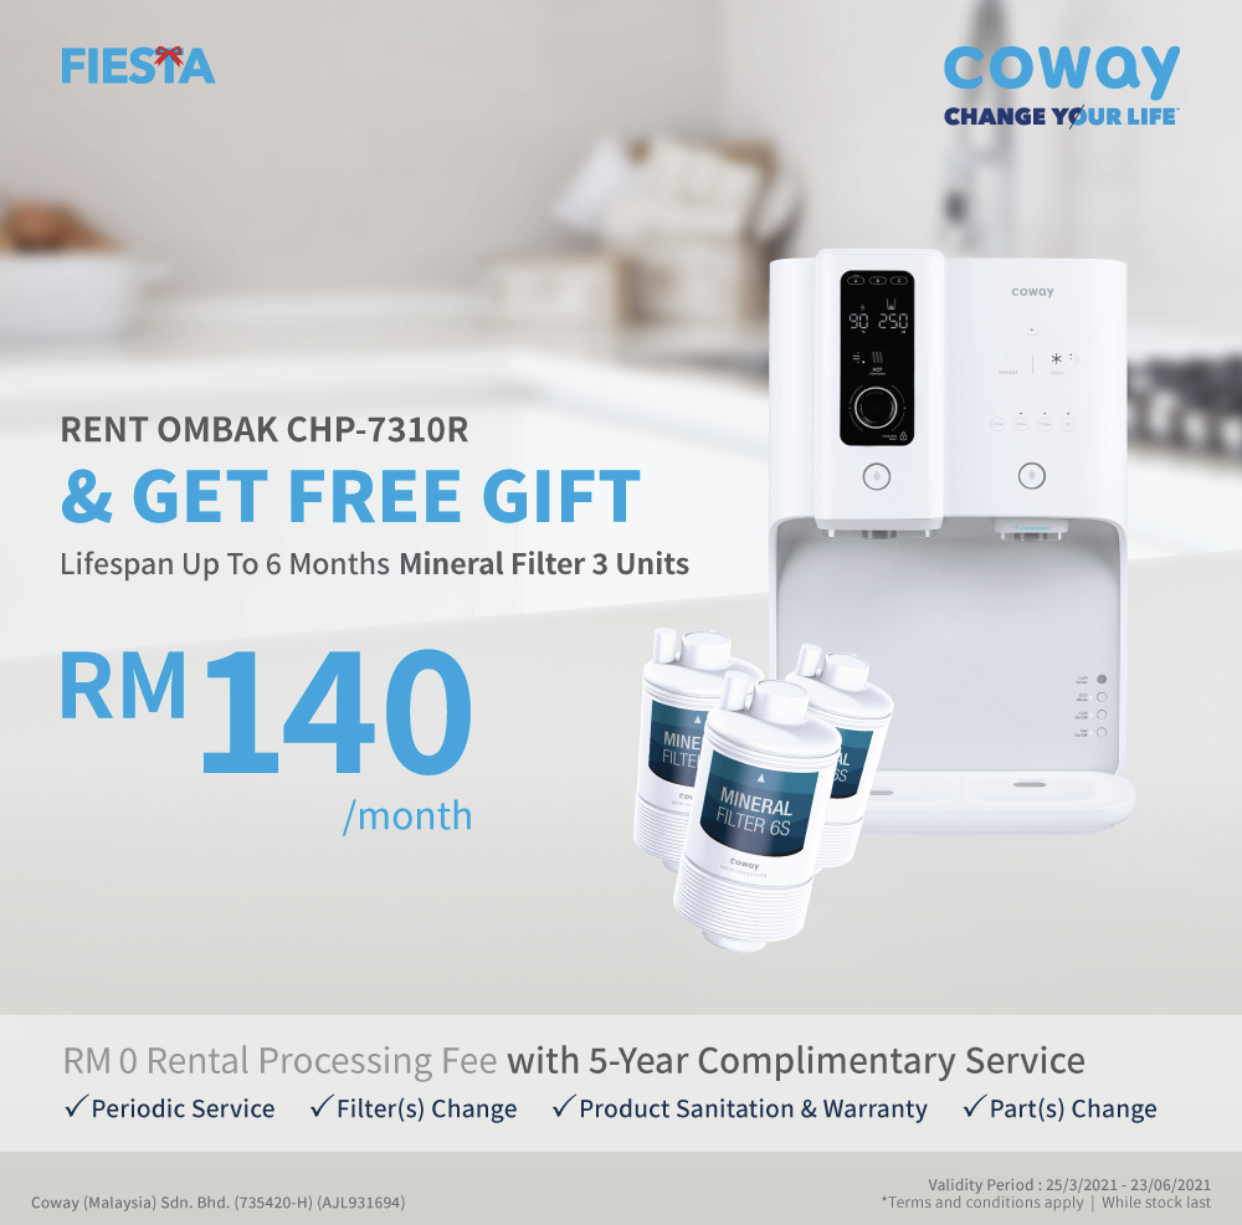 FIESTA
coway
CHANGE YOUR LIFE
coway
90 250
HOT
RENT OMBAK CHP-7310R
& GET FREE GIFT
Lifespan Up To 6 Months Mineral Filter 3 Units
RM140
/month
MINERAL
FILTER 6S
coway
RM 0 Rental Processing Fee with 5-Year Complimentary Service
✓Periodic Service ✓Filter(s) Change ✓Product Sanitation & Warranty ✓Part(s) Change
Validity Period : 25/3/2021 - 23/06/2021
Coway (Malaysia) Sdn. Bhd. (735420-H) (AJL931694)
*Terms and conditions apply | While stock last